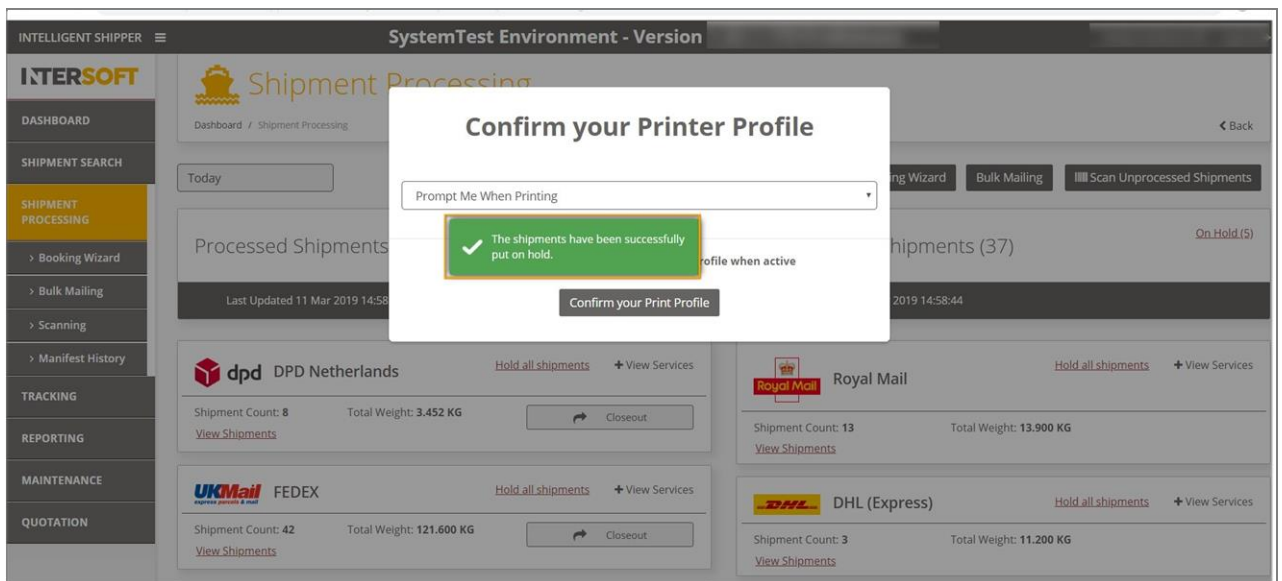 INTELLIGENT SHIPPER
SystemTest Environment - Version
INTERSOFT
Shipment Processing
DASHBOARD
Dashboard / Shipment Processing
Back
SHIPMENT SEARCH
Today
ing Wizard
Bulk Mailing
Scan Unprocessed Shipments
SHIPMENT
PROCESSING
> Booking Wizard
> Bulk Mailing
> Scanning
> Manifest History
TRACKING
REPORTING
MAINTENANCE
QUOTATION
Confirm your Printer Profile
Prompt Me When Printing
The shipments have been successfully
put on hold.
rofile when active
Confirm your Print Profile
Processed Shipments
hipments (37)
On Hold (5)
Last Updated 11 Mar 2019 14:58
2019 14:58:44
dpd DPD Netherlands
Hold all shipments
+ View Services
Shipment Count: 8
Total Weight: 3.452 KG
Closeout
View Shipments
Royal Mail Royal Mail
Hold all shipments
+ View Services
Shipment Count: 13
Total Weight: 13.900 KG
View Shipments
UKMail FEDEX
express parcels & mail
Hold all shipments
+ View Services
Shipment Count: 42
Total Weight: 121.600 KG
Closeout
View Shipments
DHL DHL (Express)
Hold all shipments
+ View Services
Shipment Count: 3
Total Weight: 11.200 KG
View Shipments